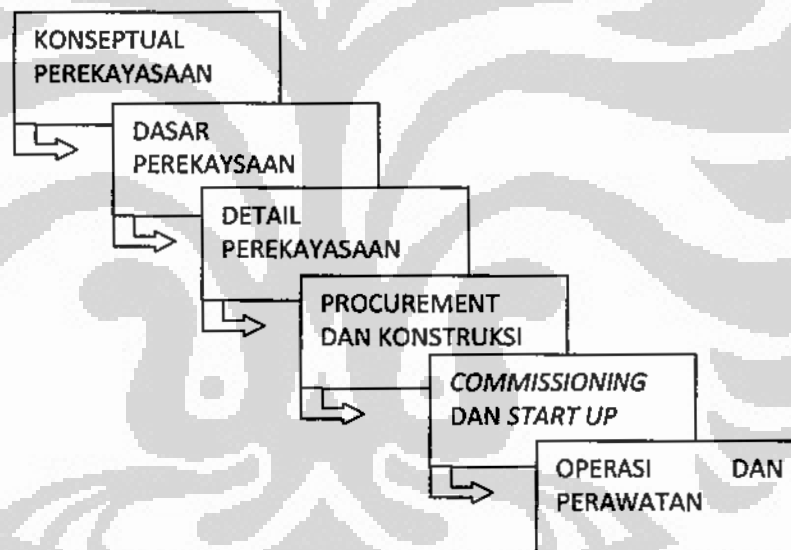 KONSEPTUAL
PEREKAYASAAN
DASAR
PEREKAYSAAN
DETAIL
PEREKAYASAAN
PROCUREMENT
DAN KONSTRUKSI
COMMISSIONING
DAN START UP
OPERASI DAN
PERAWATAN